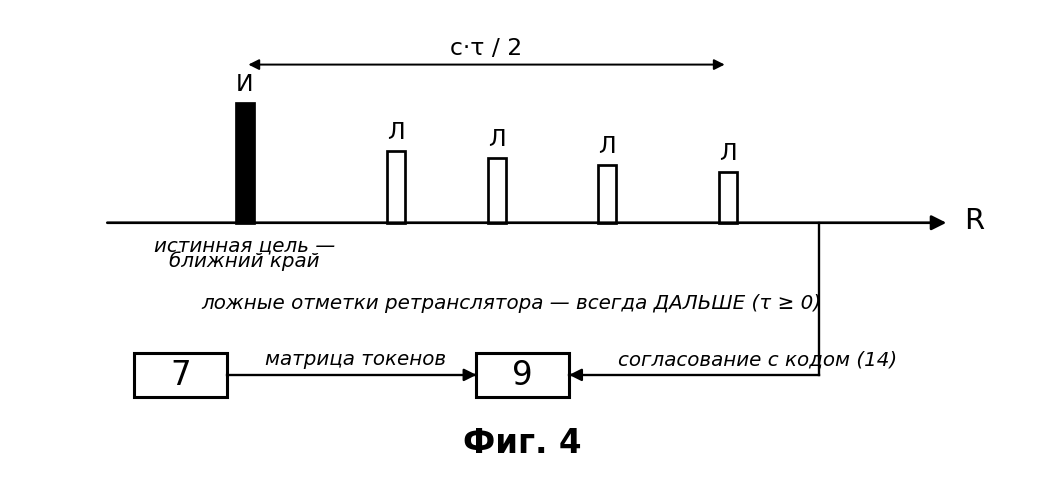 c·τ / 2
И
Л
Л
Л
Л
R
истинная цель —
ближний край
ложные отметки ретранслятора — всегда ДАЛЬШЕ (τ ≥ 0)
матрица токенов
согласование с кодом (14)
7
9
Фиг. 4